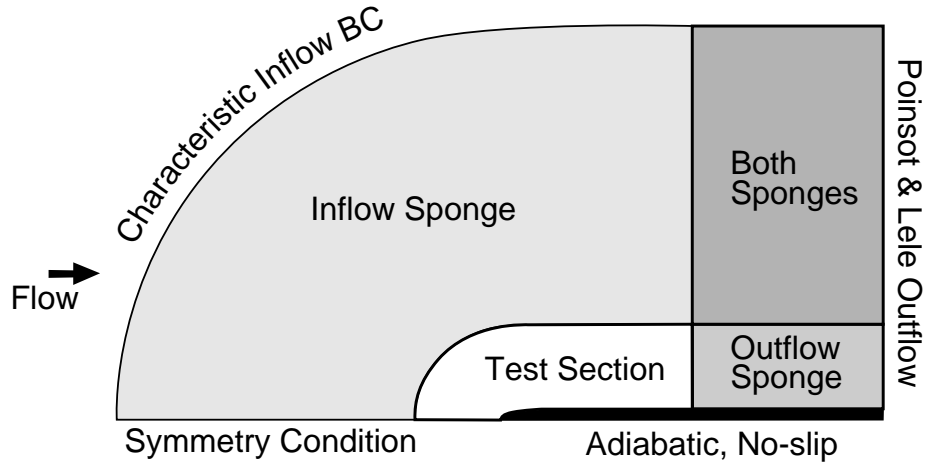 Characteristic Inflow BC
Poinsot & Lele Outflow
Both
Sponges
Inflow Sponge
Flow
Test Section
Outflow
Sponge
Symmetry Condition
Adiabatic, No-slip